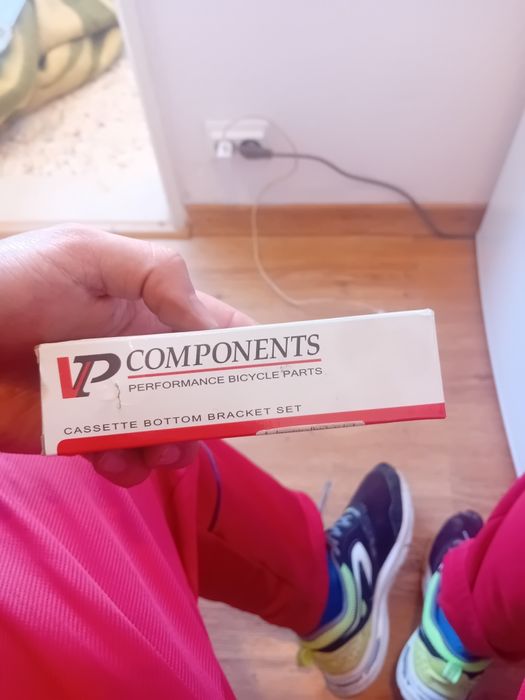 VP COMPONENTS
PERFORMANCE BICYCLE PARTS
CASSETTE BOTTOM BRACKET SET